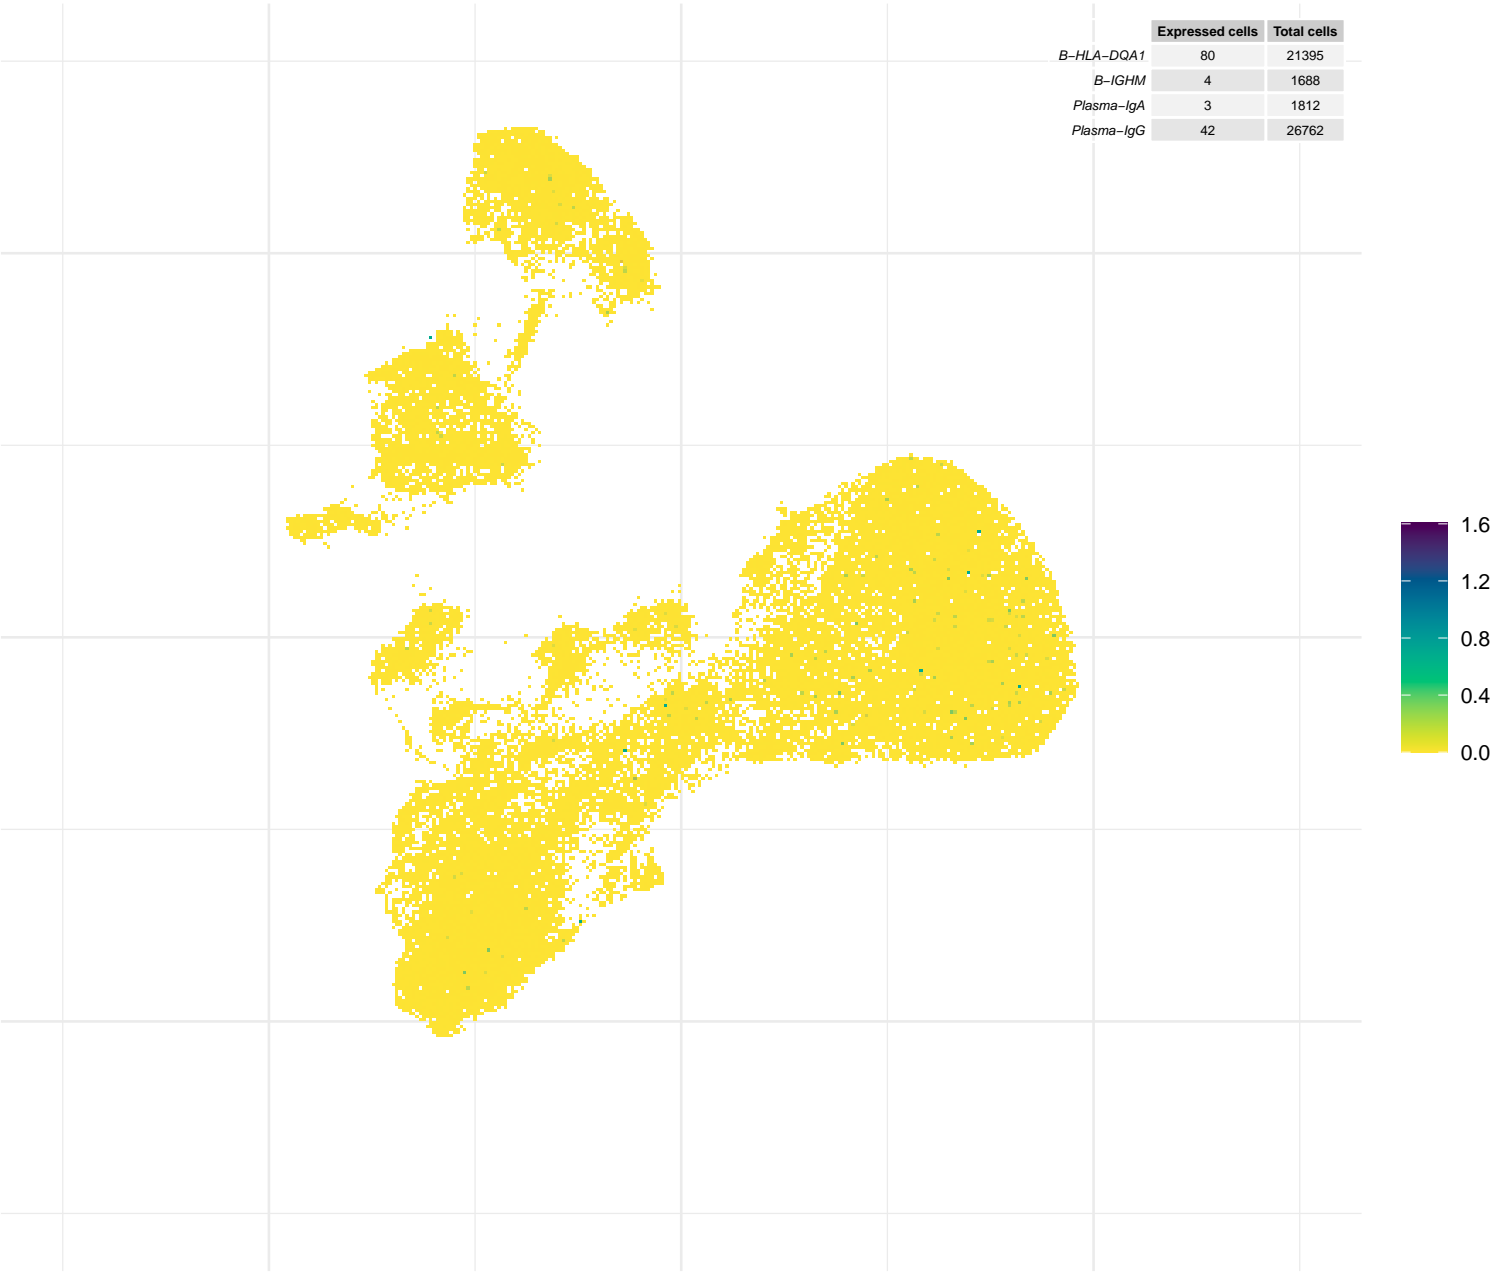 Expressed cells Total cells
B−HLA−DQA1 80 21395
B−IGHM 4 1688
Plasma−IgA 3 1812
Plasma−IgG 42 26762
1.6
1.2
0.8
0.4
0.0